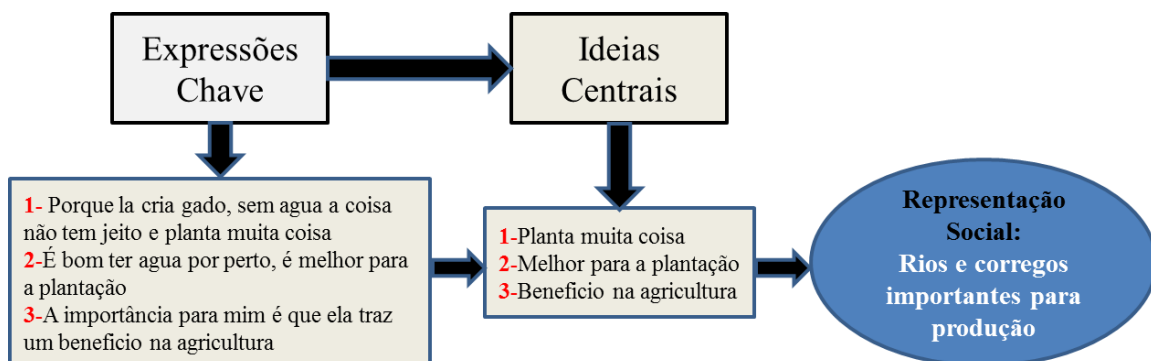 Expressões
Chave
Ideias
Centrais
1- Porque la cria gado, sem agua a coisa
não tem jeito e planta muita coisa
2-É bom ter agua por perto, é melhor para
a plantação
3-A importância para mim é que ela traz
um beneficio na agricultura
1-Planta muita coisa
2-Melhor para a plantação
3-Beneficio na agricultura
Representação
Social:
Rios e corregos
importantes para
produção